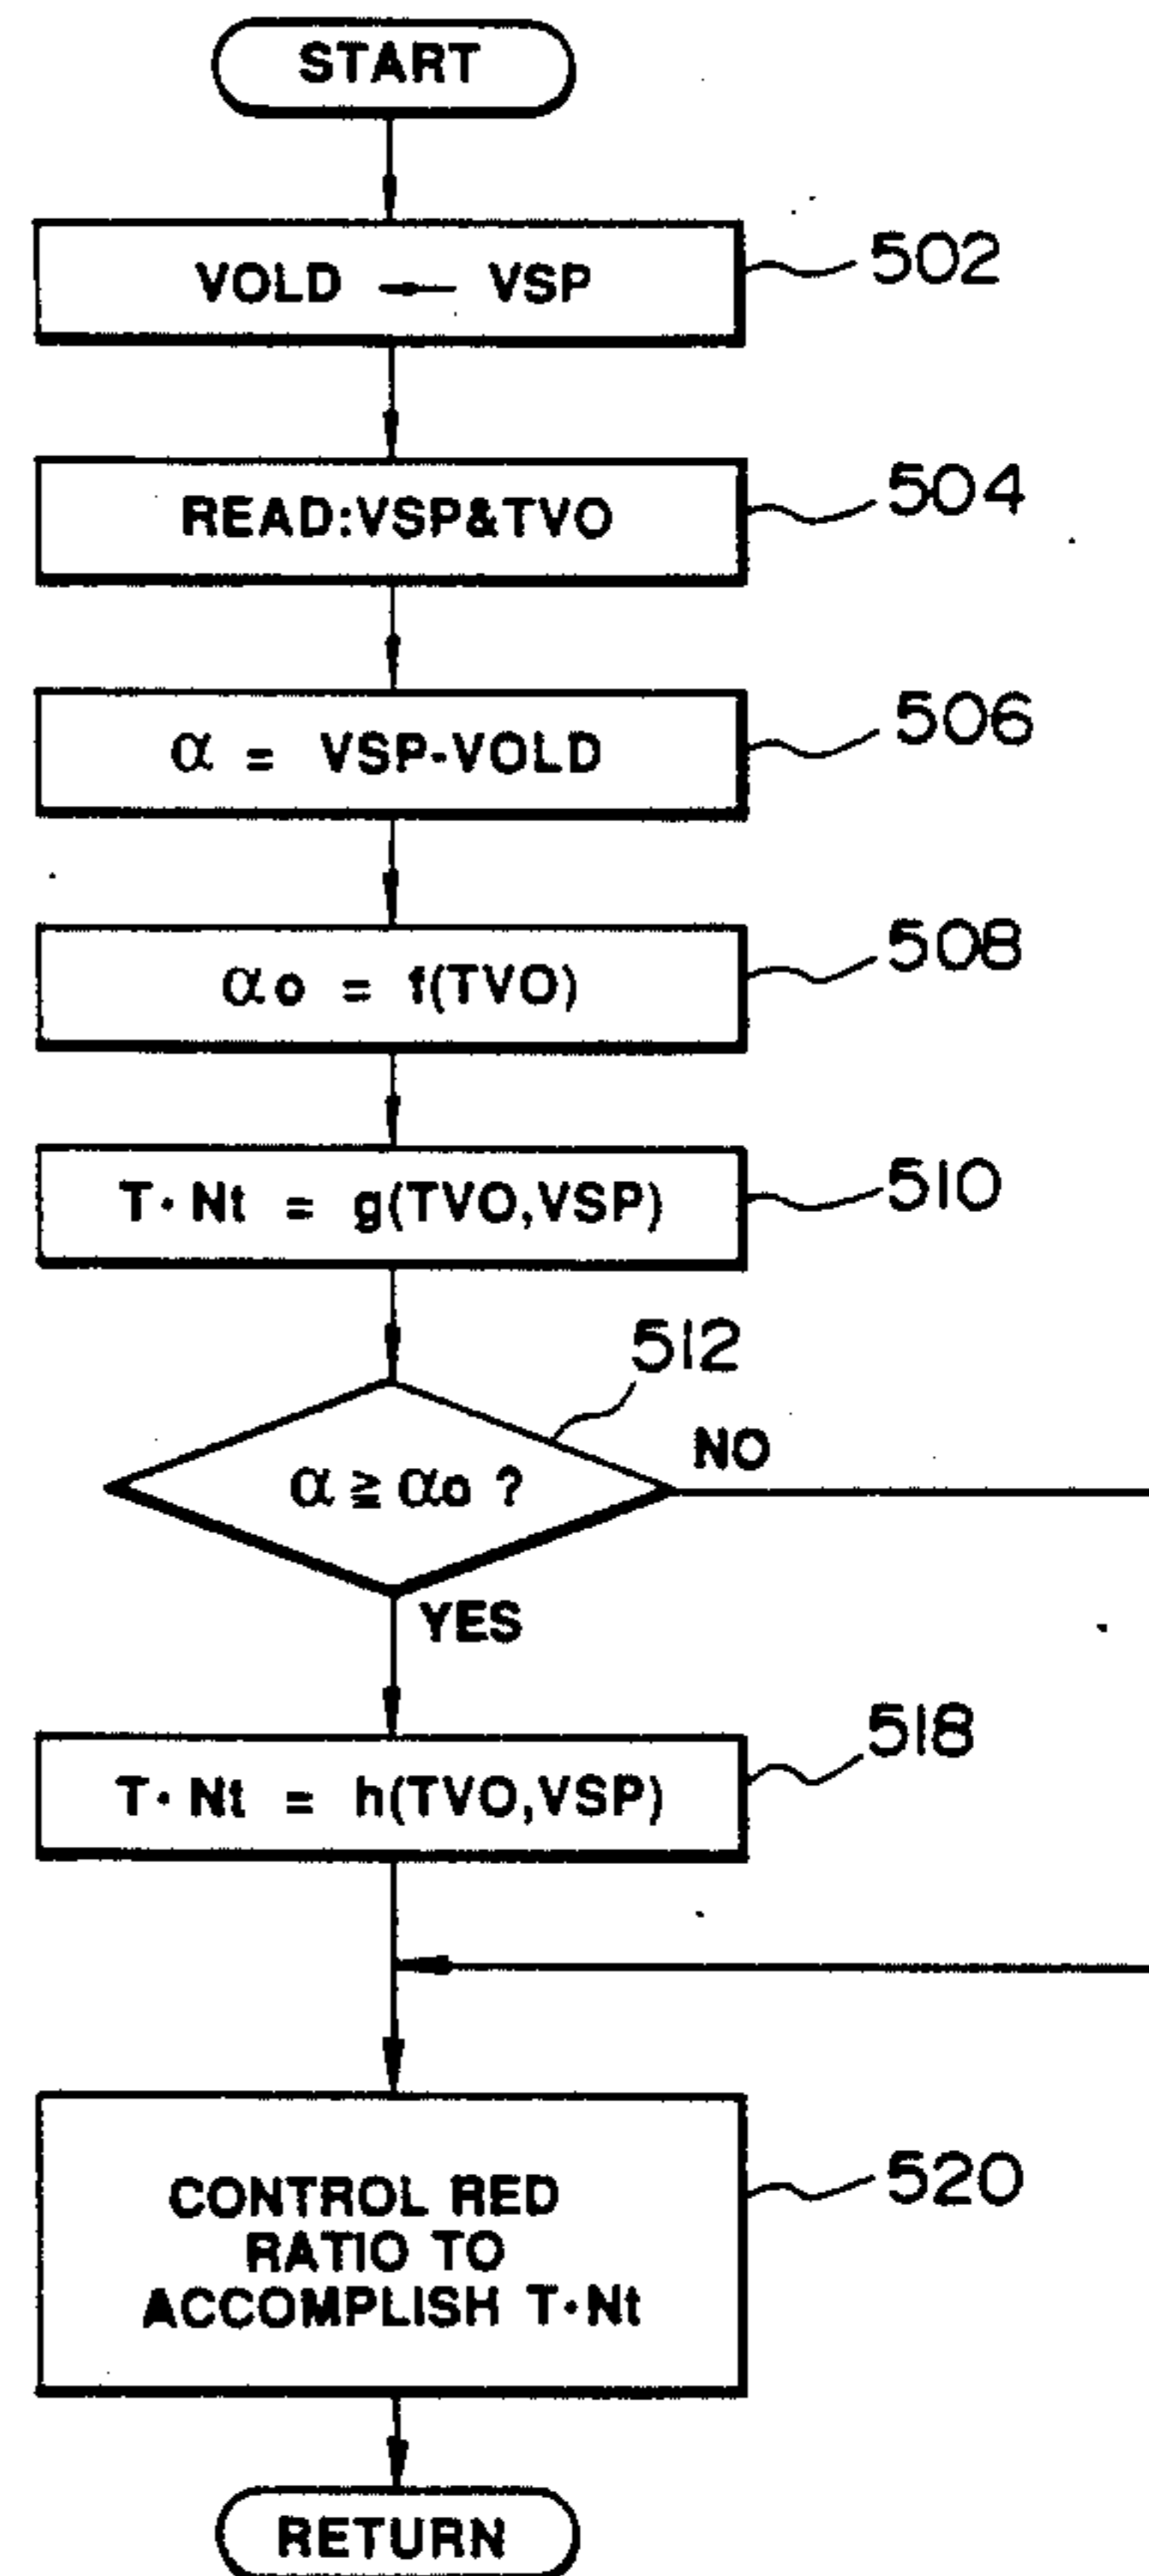 START
VOLD ← VSP
502
READ:VSP&TVO
504
α = VSP-VOLD
506
αo = f(TVO)
508
T·Nt = g(TVO,VSP)
510
512
α ≧ αo ?
NO
YES
T·Nt = h(TVO,VSP)
518
CONTROL RED
RATIO TO
ACCOMPLISH T·Nt
520
RETURN